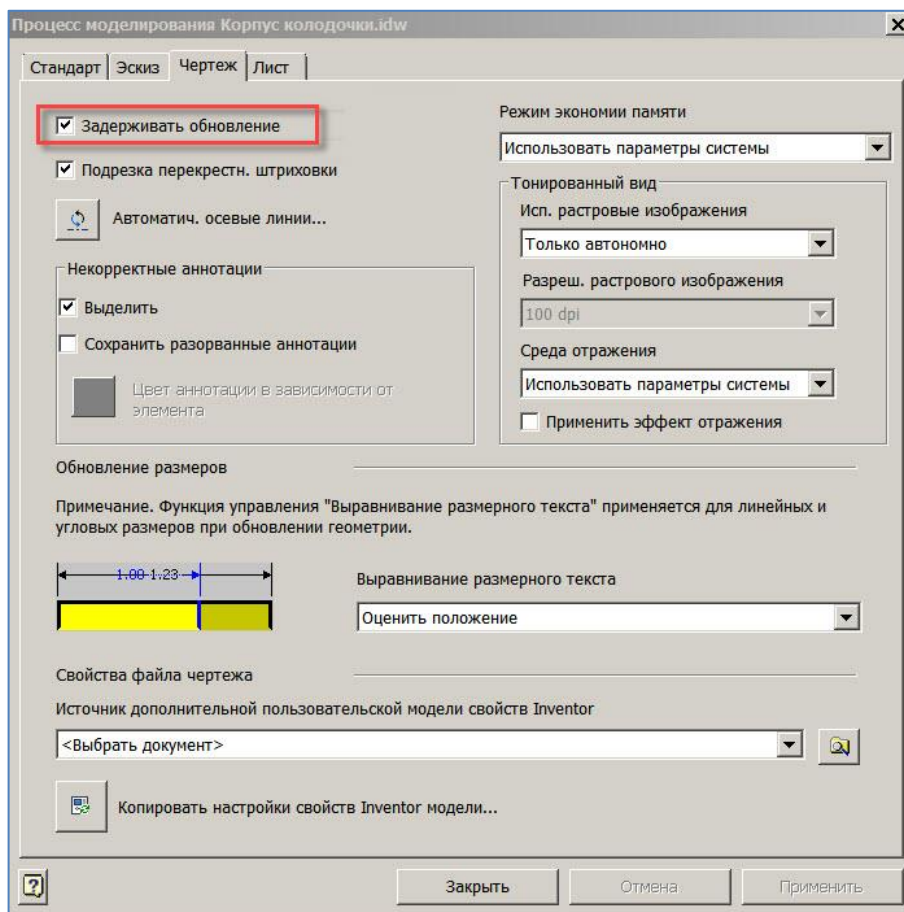 Процесс моделирования Корпус колодочки.idw
Стандарт
Эскиз
Чертеж
Лист
Задерживать обновление
Подрезка перекрестн. штриховки
Автоматич. осевые линии...
Некорректные аннотации
Выделить
Сохранить разорванные аннотации
Цвет аннотации в зависимости от
элемента
Режим экономии памяти
Использовать параметры системы
Тонированный вид
Исп. растровые изображения
Только автономно
Разреш. растрового изображения
100 dpi
Среда отражения
Использовать параметры системы
Применить эффект отражения
Обновление размеров
Примечание. Функция управления "Выравнивание размерного текста" применяется для линейных и
угловых размеров при обновлении геометрии.
1.00 1.23
Выравнивание размерного текста
Оценить положение
Свойства файла чертежа
Источник дополнительной пользовательской модели свойств Inventor
<Выбрать документ>
Копировать настройки свойств Inventor модели...
Закрыть
Отмена
Применить